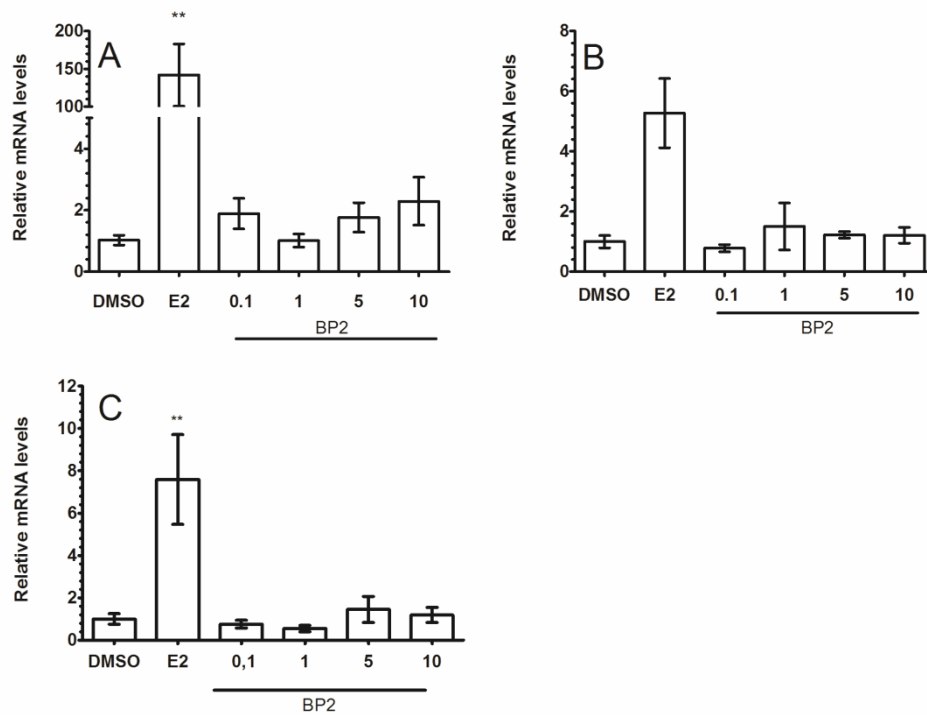 A
Relative mRNA levels
**
200
150
100
4
2
0
DMSO E2 0.1 1 5 10
BP2
B
Relative mRNA levels
8
6
4
2
0
DMSO E2 0.1 1 5 10
BP2
C
Relative mRNA levels
**
12
10
8
6
4
2
0
DMSO E2 0,1 1 5 10
BP2